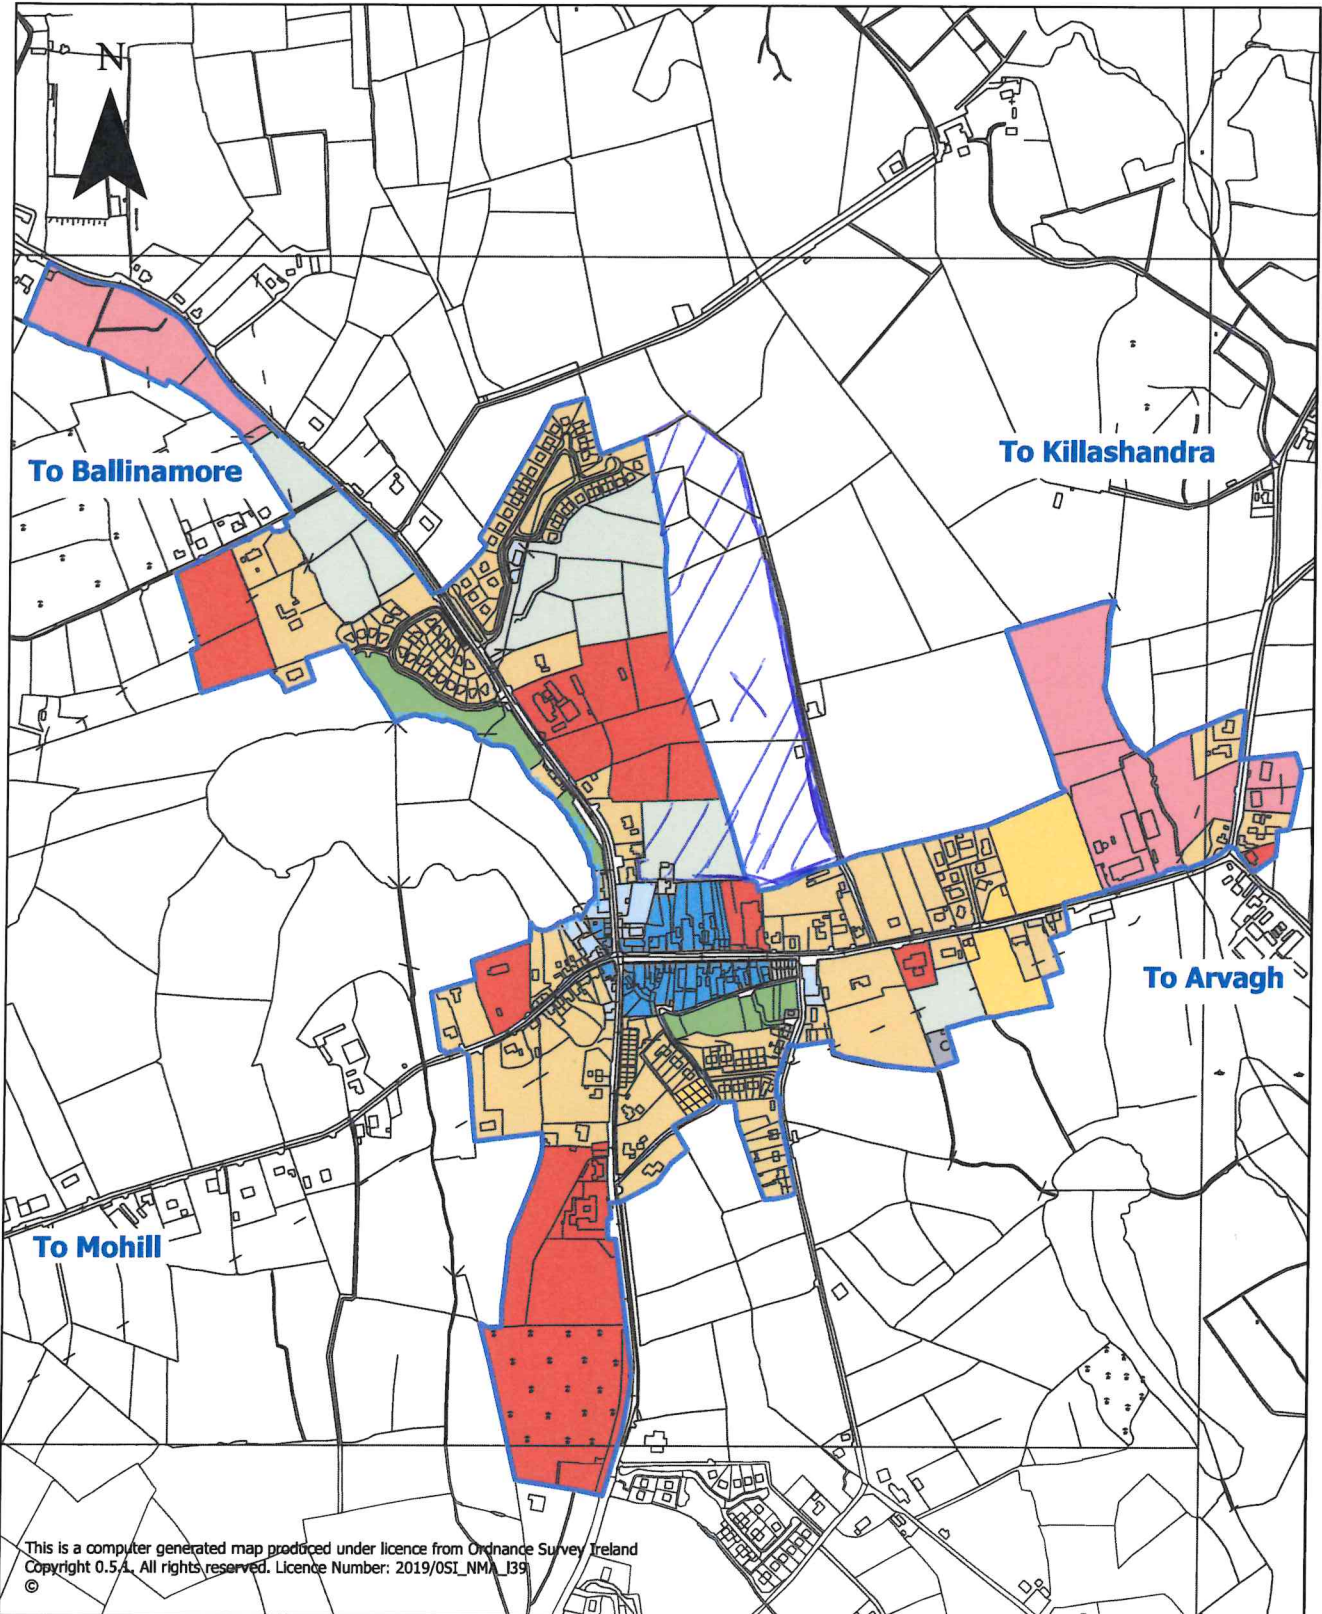 N
To Ballinamore
To Killashandra
X
To Arvagh
To Mohill
This is a computer generated map produced under licence from Ordnance Survey Ireland
Copyright 0.5.1. All rights reserved. Licence Number: 2019/0SI_NMA_139
©